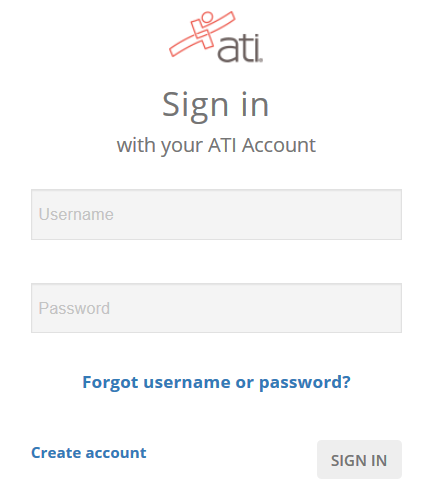 ati
Sign in
with your ATI Account
Username
Password
Forgot username or password?
Create account
SIGN IN